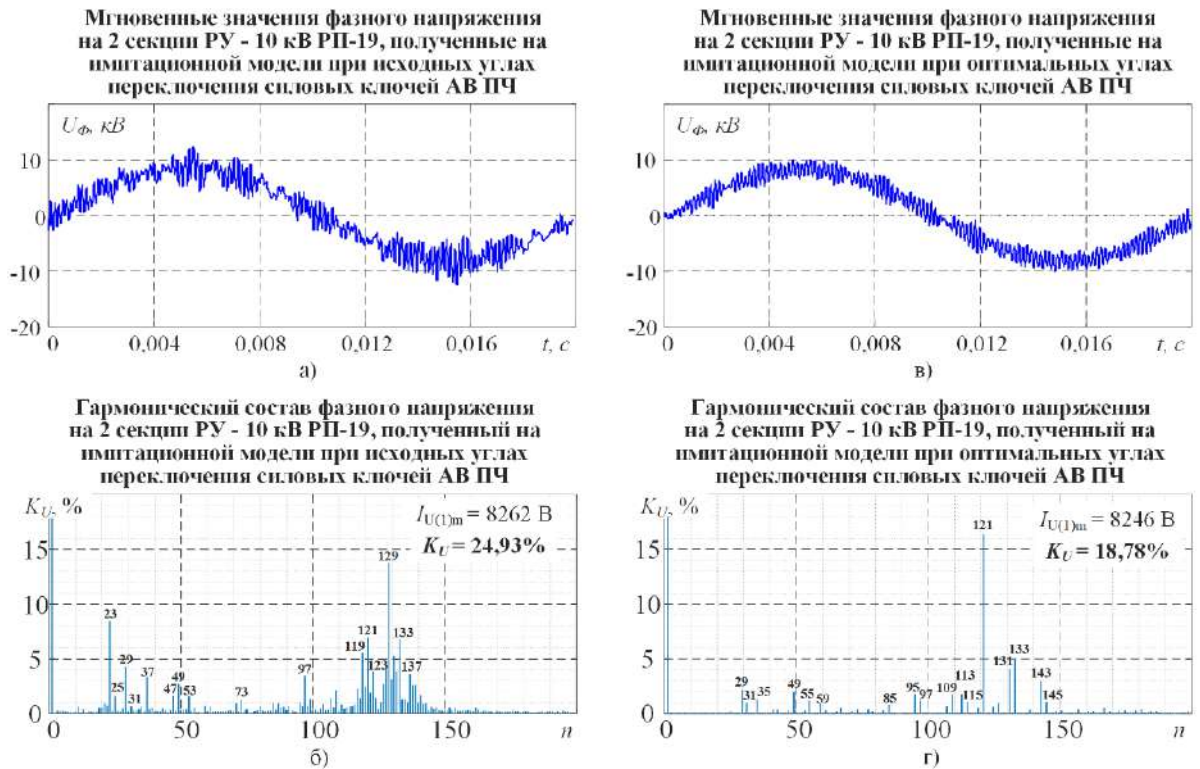 Мгновенные значения фазного напряжения
на 2 секции РУ - 10 кВ РП-19, полученные на
имитационной модели при исходных углах
переключения силовых ключей АВ ПЧ
U_Ф, кВ
10
0
-10
-20
0 0,004 0,008 0,012 0,016 t, с
а)
Мгновенные значения фазного напряжения
на 2 секции РУ - 10 кВ РП-19, полученные на
имитационной модели при оптимальных углах
переключения силовых ключей АВ ПЧ
U_Ф, кВ
10
0
-10
-20
0 0,004 0,008 0,012 0,016 t, с
в)
Гармонический состав фазного напряжения
на 2 секции РУ - 10 кВ РП-19, полученный на
имитационной модели при исходных углах
переключения силовых ключей АВ ПЧ
K_U, %
I_U(1)m = 8262 В
K_U = 24,93%
15
10
5
0
129
23
121
133
119
29
37
97
123
137
25
31
47
49
53
73
0 50 100 150 n
б)
Гармонический состав фазного напряжения
на 2 секции РУ - 10 кВ РП-19, полученный на
имитационной модели при оптимальных углах
переключения силовых ключей АВ ПЧ
K_U, %
I_U(1)m = 8246 В
K_U = 18,78%
15
10
5
0
121
133
131
29
31
35
49
55
59
85
95
97
109
113
115
143
145
0 50 100 150 n
г)